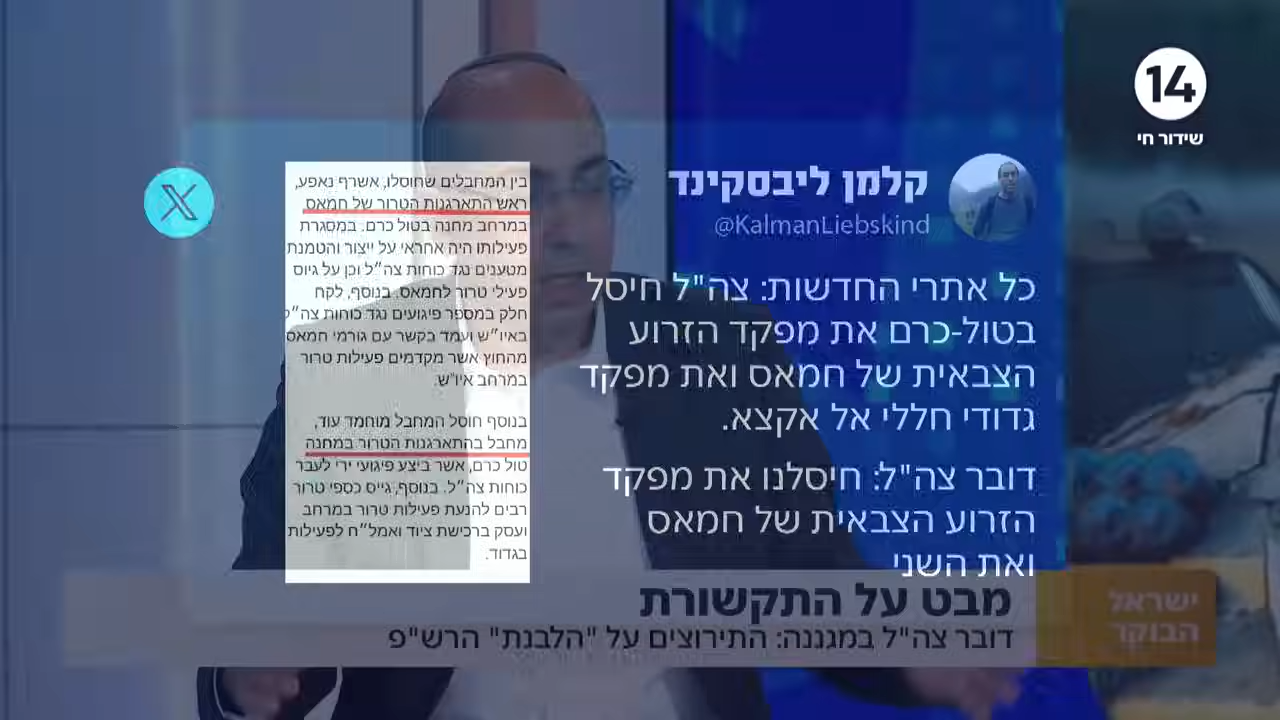 14
שידור חי
קלמן ליבסקינד
@KalmanLiebskind
כל אתרי החדשות: צה"ל חיסל
בטול-כרם את מפקד הזרוע
הצבאית של חמאס ואת מפקד
גדודי חללי אל אקצא.
דובר צה"ל: חיסלנו את מפקד
הזרוע הצבאית של חמאס
ואת השני
בין המחבלים שחוסלו, אשרף נאפע,
ראש התארגנות הטרור של חמאס
במרחב מחנה בטול כרם. במסגרת
פעילותו היה אחראי על ייצור והטמנת
מטענים נגד כוחות צה״ל וכן על גיוס
פעילי טרור לחמאס. בנוסף, לקח
חלק במספר פיגועים נגד כוחות צה״ל
באיו״ש ועמד בקשר עם גורמי חמאס
מהחוץ אשר מקדמים פעילות טרור
במרחב איו״ש.
בנוסף חוסל המחבל מוחמד עוד,
מחבל בהתארגנות הטרור במחנה
טול כרם, אשר ביצע פיגועי ירי לעבר
כוחות צה״ל. בנוסף, גייס כספי טרור
רבים להנעת פעילות טרור במרחב
ועסק ברכישת ציוד ואמל״ח לפעילות
בגדוד.
ישראל
הבוקר
מבט על התקשורת
דובר צה"ל במגננה: התירוצים על "הלבנת" הרש"פ